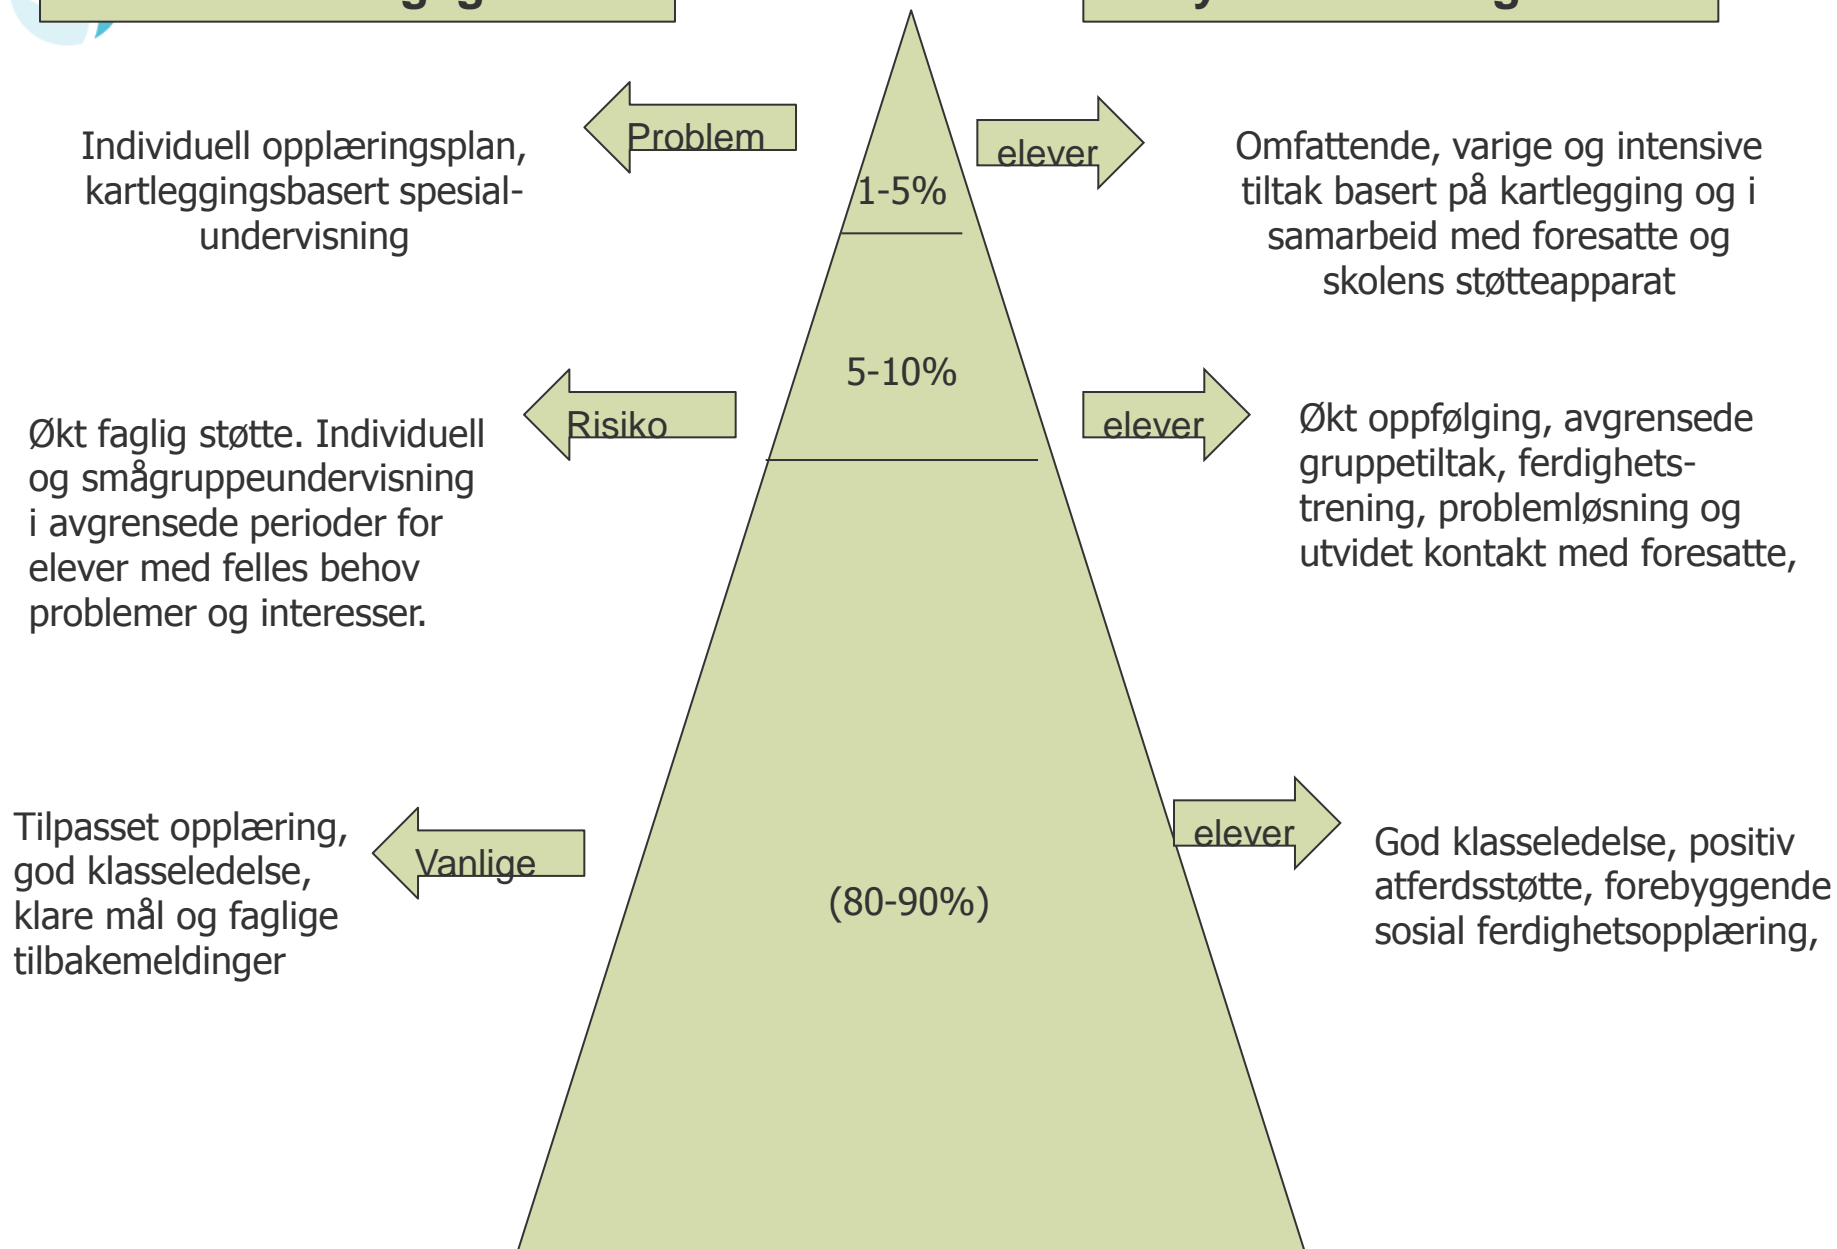 Problem
elever
Individuell opplæringsplan,
kartleggingsbasert spesial-
undervisning
1-5%
Omfattende, varige og intensive
tiltak basert på kartlegging og i
samarbeid med foresatte og
skolens støtteapparat
5-10%
Risiko
elever
Økt faglig støtte. Individuell
og smågruppeundervisning
i avgrensede perioder for
elever med felles behov
problemer og interesser.
Økt oppfølging, avgrensede
gruppetiltak, ferdighets-
trening, problemløsning og
utvidet kontakt med foresatte,
Vanlige
elever
Tilpasset opplæring,
god klasseledelse,
klare mål og faglige
tilbakemeldinger
(80-90%)
God klasseledelse, positiv
atferdsstøtte, forebyggende
sosial ferdighetsopplæring,